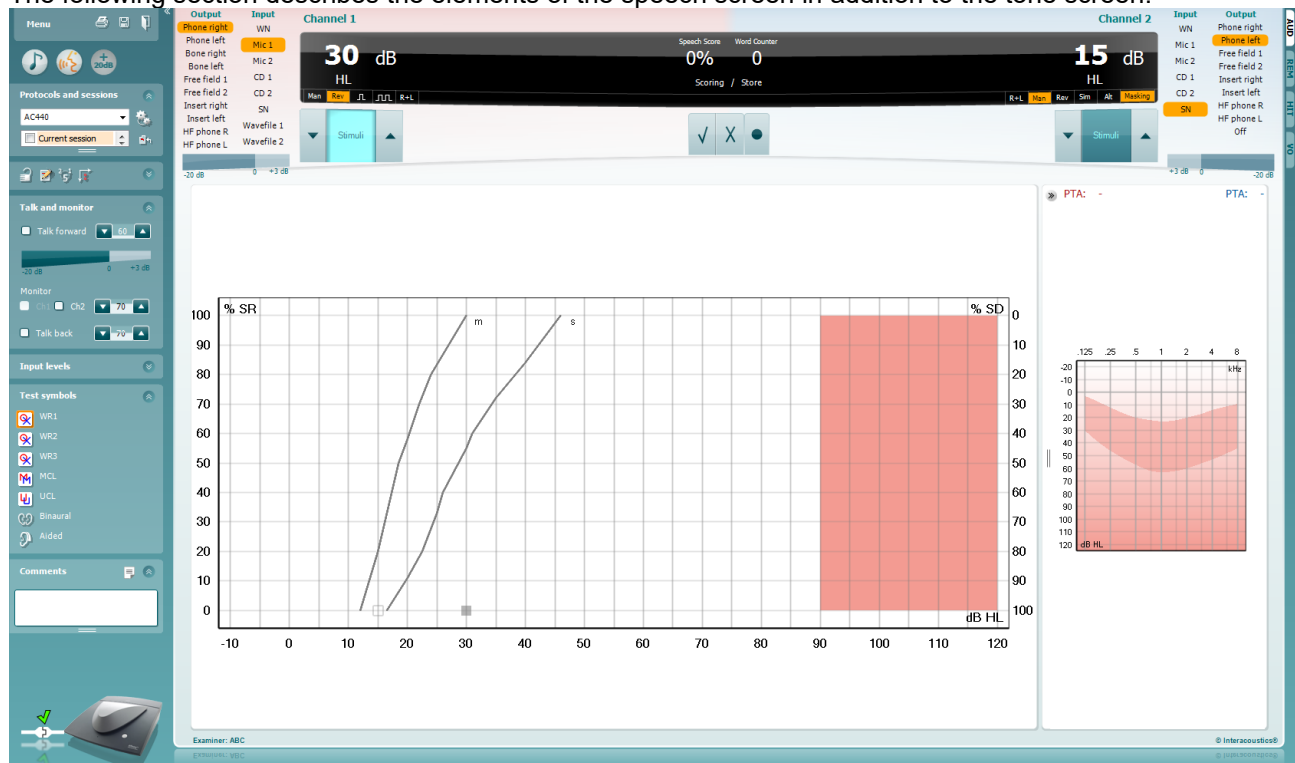 The following section describes the elements of the speech screen in addition to the tone screen.
Menu
20dB
Protocols and sessions
AC440
Current session
Talk and monitor
Talk forward 60
-20 dB 0 +3 dB
Monitor
Ch1 Ch2 70
Talk back 70
Input levels
Test symbols
WR1
WR2
WR3
MCL
UCL
Binaural
Aided
Comments
Output Input
Phone right WN
Phone left Mic 1
Bone right Mic 2
Bone left
Free field 1 CD 1
Free field 2 CD 2
Insert right SN
Insert left Wavefile 1
HF phone R Wavefile 2
HF phone L
-20 dB 0 +3 dB
Channel 1
30 dB
HL
Man Rev R+L
Stimuli
Speech Score Word Counter
0% 0
Scoring / Store
Channel 2
15 dB
HL
R+L Man Rev Sim Alt Masking
Stimuli
Input Output
WN Phone right
Mic 1 Phone left
Mic 2 Free field 1
Free field 2
CD 1 Insert right
CD 2 Insert left
SN HF phone R
HF phone L
Off
+3 dB 0 -20 dB
AUD
REM
HIT
VO
% SR % SD
m s
100 0
90 10
80 20
70 30
60 40
50 50
40 60
30 70
20 80
10 90
0 100
dB HL
-10 0 10 20 30 40 50 60 70 80 90 100 110 120
PTA: - PTA: -
.125 .25 .5 1 2 4 8
kHz
-20
-10
0
10
20
30
40
50
60
70
80
90
100
110
120 dB HL
Examiner: ABC © Interacoustics®